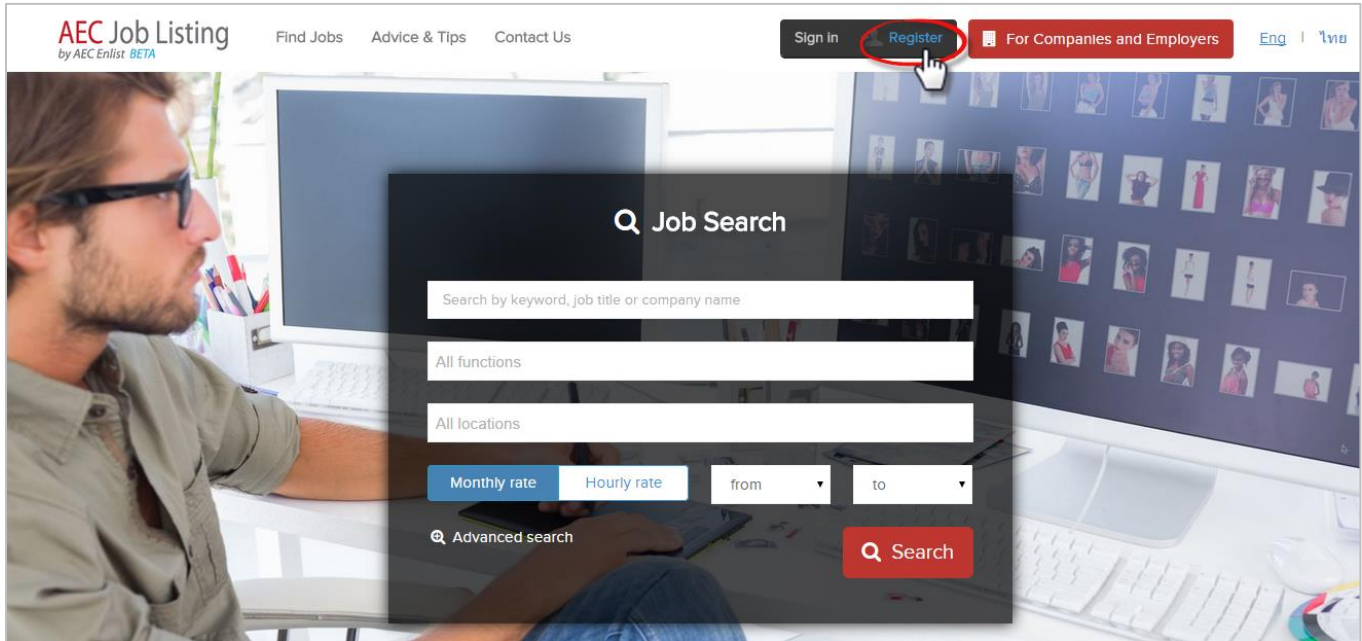 AEC Job Listing
by AEC Enlist BETA
Find Jobs Advice & Tips Contact Us
Sign in Register
For Companies and Employers
Eng | ไทย
Job Search
Search by keyword, job title or company name
All functions
All locations
Monthly rate Hourly rate from to
Advanced search
Search